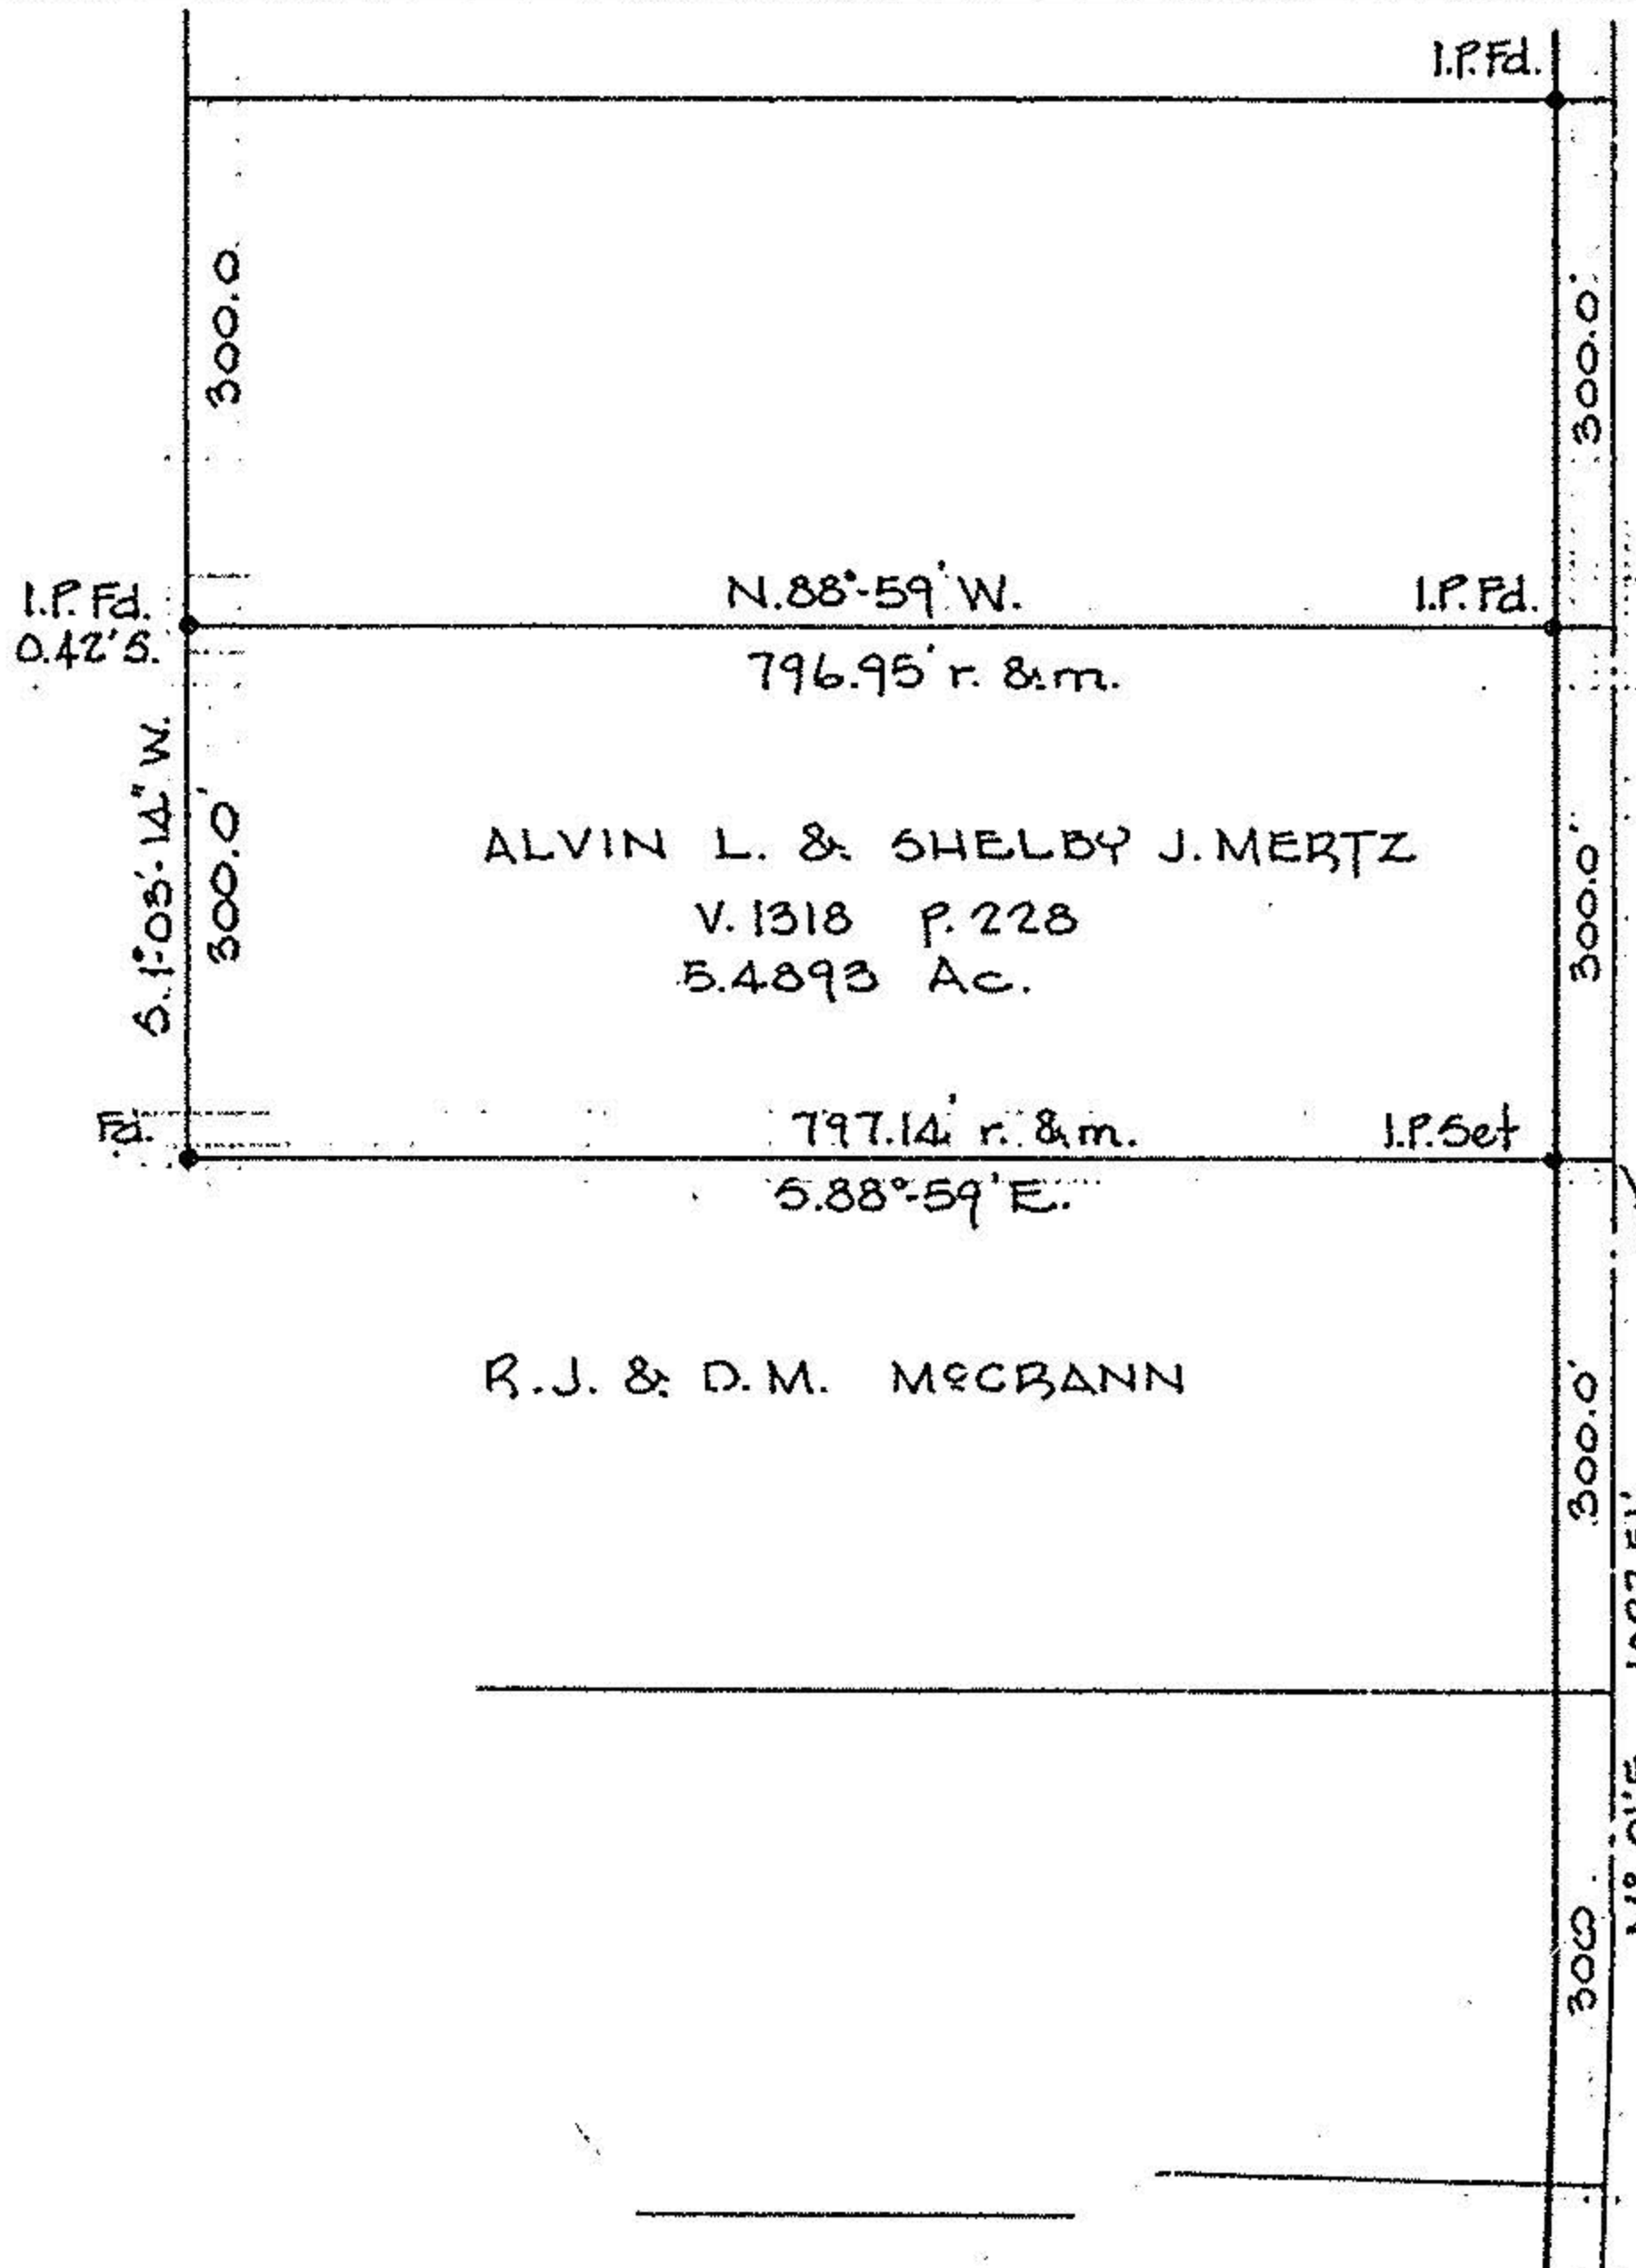 I.P. Fd.
300.0
300.0'
N.88°-59' W.
I.P. Fd.
I.P. Fd.
0.42' S.
796.95' r. & m.
S. 1°-03'-14" W.
300.0'
300.0'
ALVIN L. & SHELBY J. MERTZ
V. 1318 P. 228
5.4893 Ac.
Fd.
797.14' r. & m.
I.P. Set
S.88°-59' E.
R.J. & D.M. McCRANN
300.0'
300